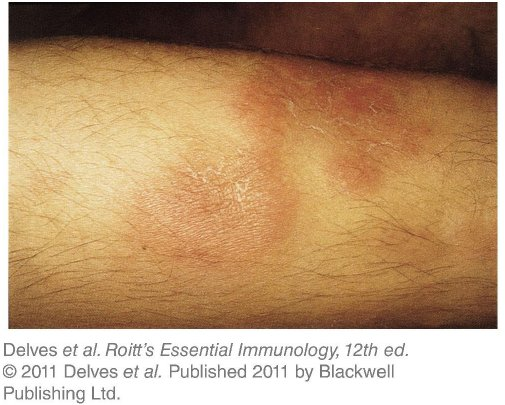 Delves et al. Roitt's Essential Immunology, 12th ed.
© 2011 Delves et al. Published 2011 by Blackwell
Publishing Ltd.